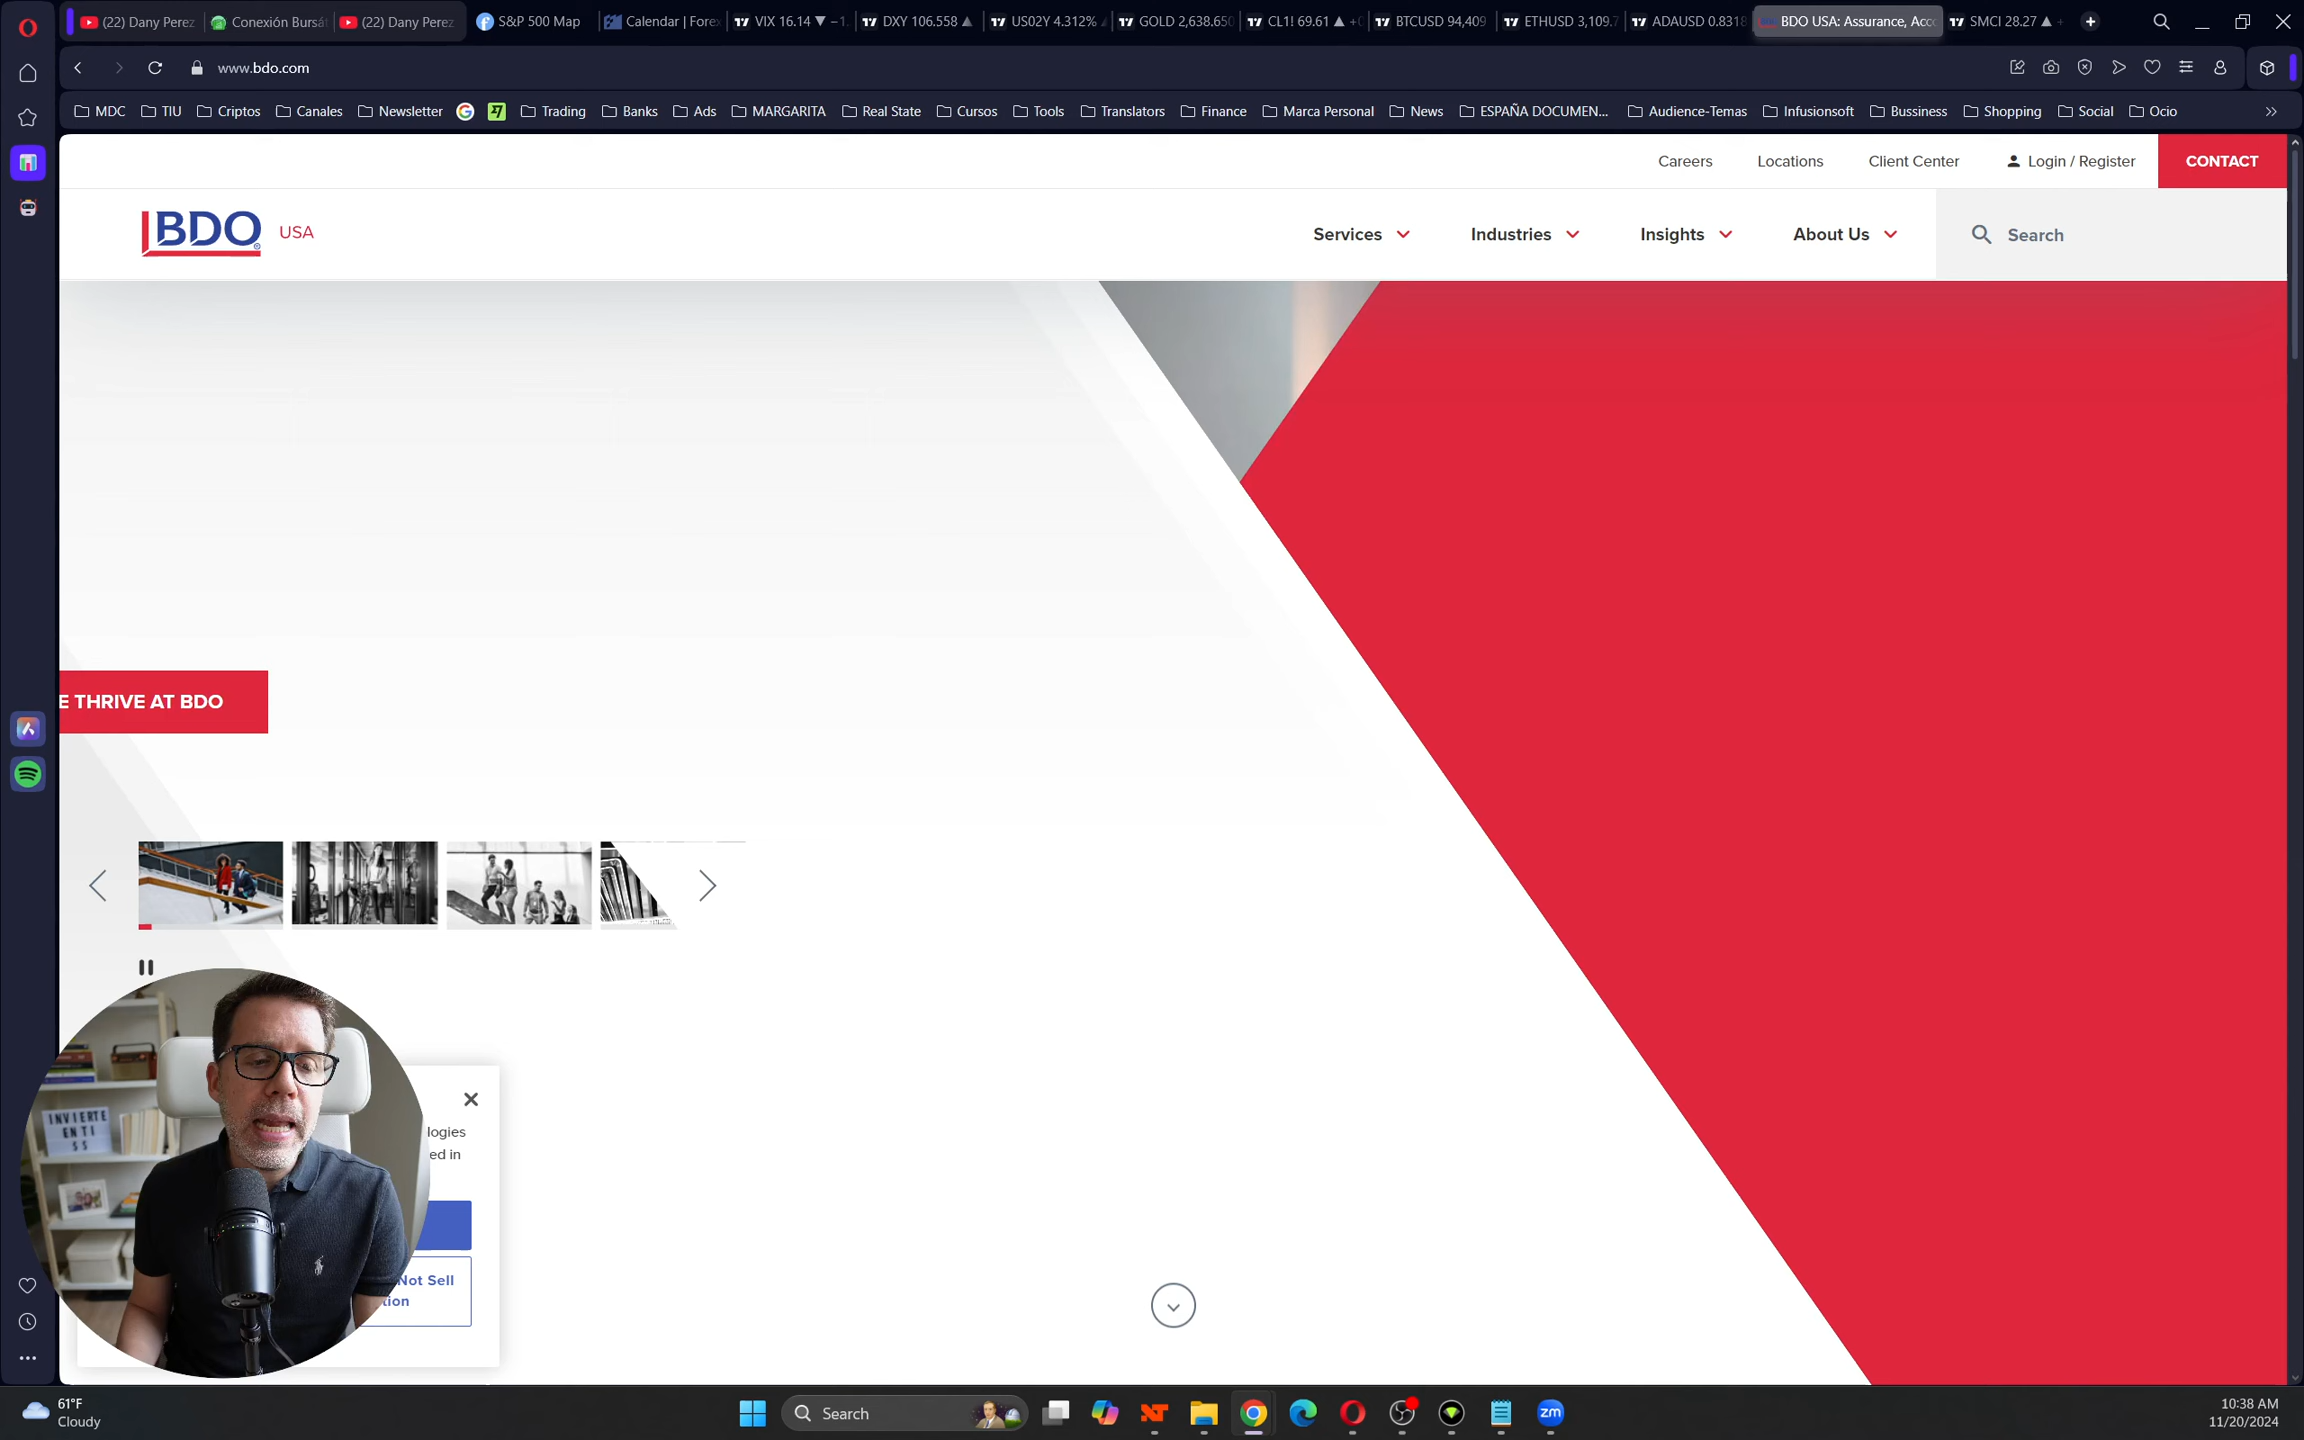 (22) Dany Perez
Conexión Bursát
(22) Dany Perez
S&P 500 Map
Calendar | Forex
VIX 16.14 ▼ −1.
DXY 106.558 ▲
US02Y 4.312%
GOLD 2,638.650
CL1! 69.61 ▲ +0
BTCUSD 94,409
ETHUSD 3,109.7
ADAUSD 0.8318
BDO USA: Assurance, Acc
SMCI 28.27 ▲ +
www.bdo.com
MDC
TIU
Criptos
Canales
Newsletter
Trading
Banks
Ads
MARGARITA
Real State
Cursos
Tools
Translators
Finance
Marca Personal
News
ESPAÑA DOCUMEN...
Audience-Temas
Infusionsoft
Bussiness
Shopping
Social
Ocio
Careers
Locations
Client Center
Login / Register
CONTACT
BDO USA
Services
Industries
Insights
About Us
Search
E THRIVE AT BDO
INVIERTE
EN TI
$$
logies
ed in
Not Sell
tion
61°F
Cloudy
Search
zm
10:38 AM
11/20/2024